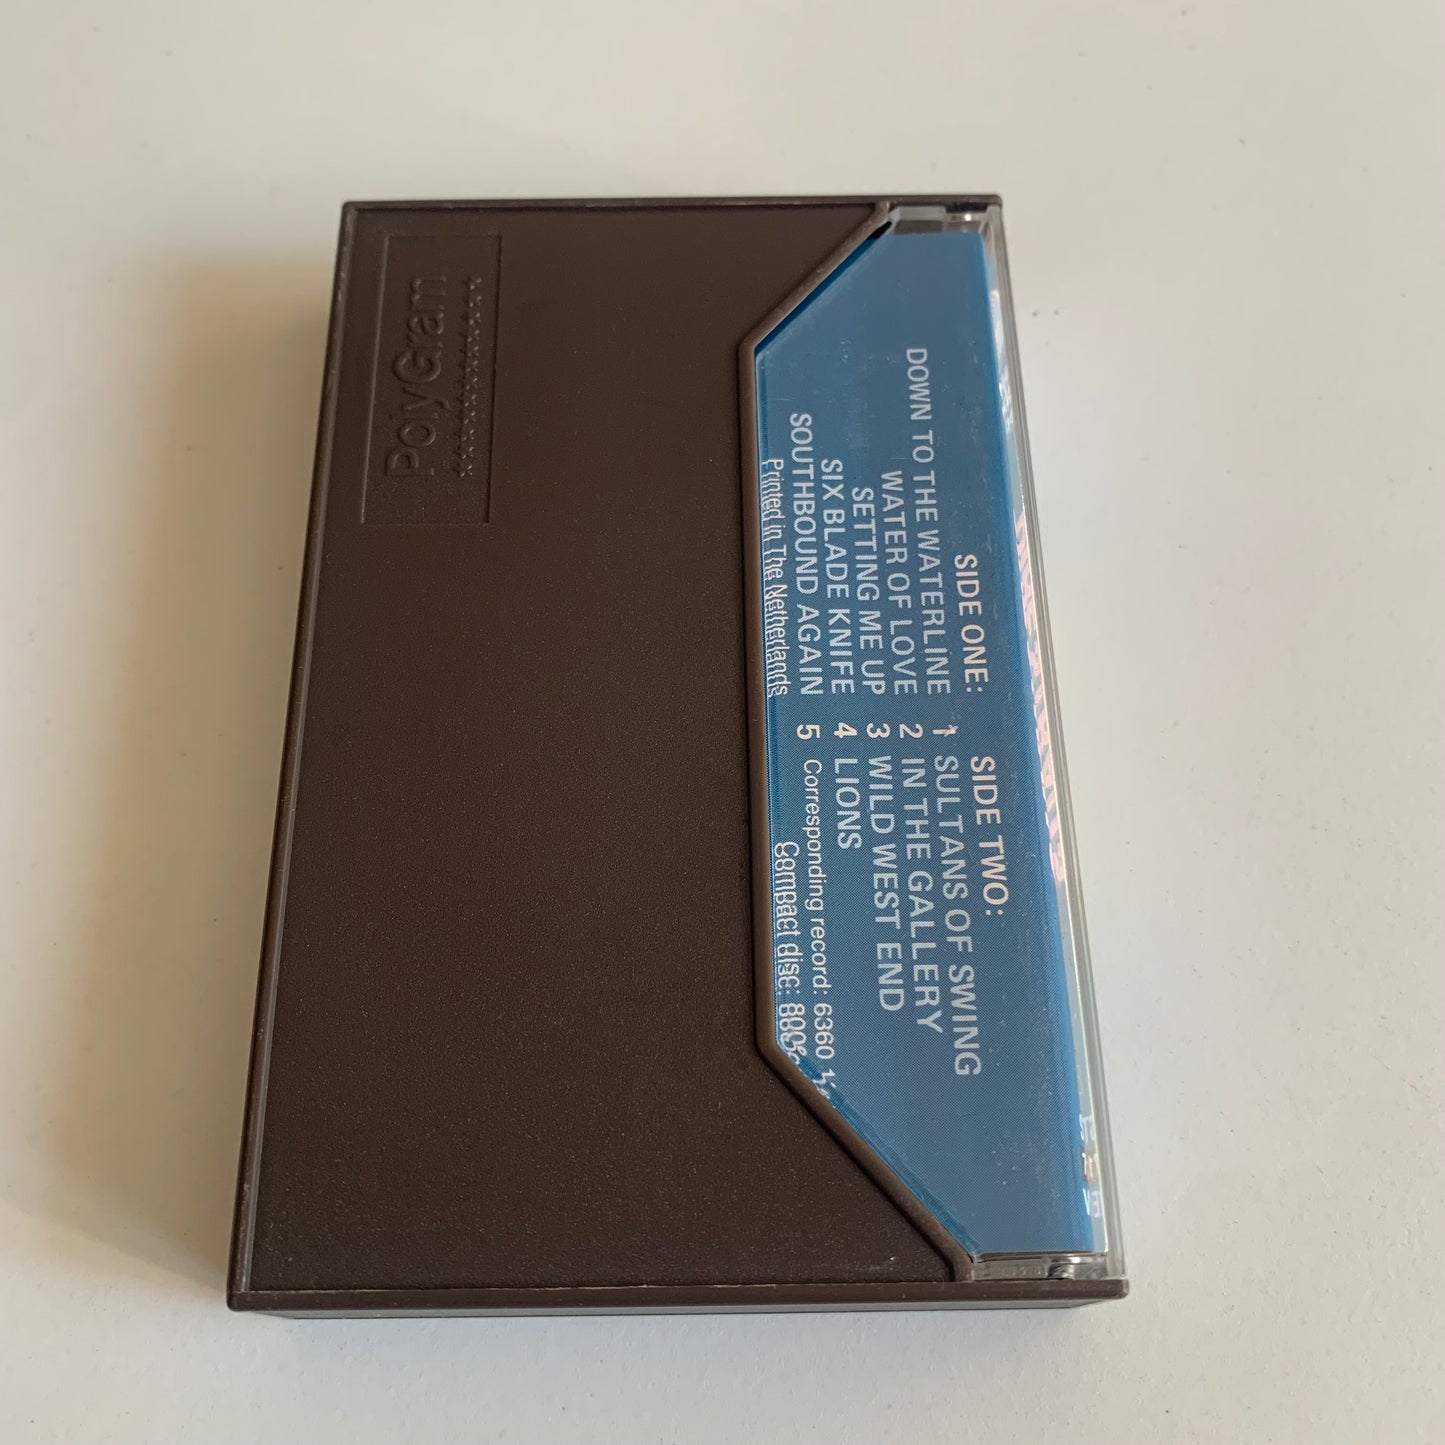 PolyGram
SIDE ONE:
DOWN TO THE WATERLINE 1
WATER OF LOVE 2
SETTING ME UP 3
SIX BLADE KNIFE 4
SOUTHBOUND AGAIN 5
Printed in The Netherlands
SIDE TWO:
SULTANS OF SWING
IN THE GALLERY
WILD WEST END
LIONS
Corresponding record: 6360
Compact disc: